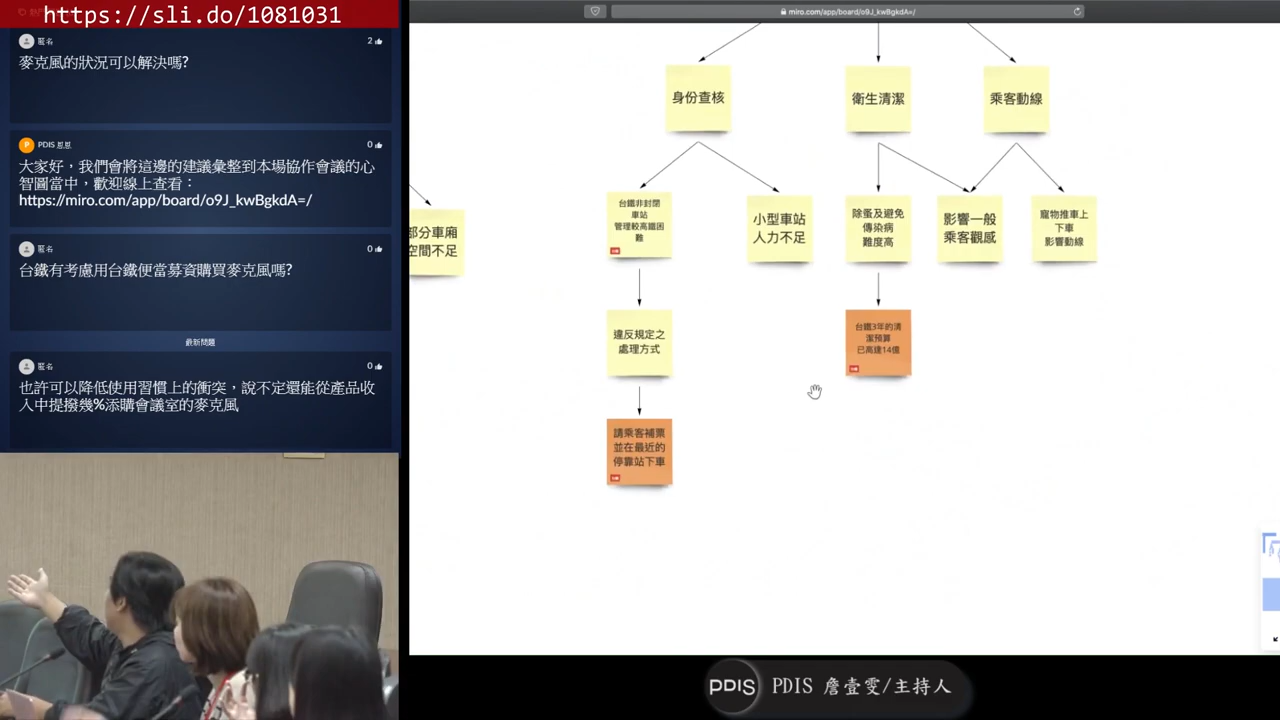 https://sli.do/1081031
匿名
2
麥克風的狀況可以解決嗎?
PDIS 恩恩
0
大家好，我們會將這邊的建議彙整到本場協作會議的心
智圖當中，歡迎線上查看：
https://miro.com/app/board/o9J_kwBgkdA=/
匿名
0
台鐵有考慮用台鐵便當募資購買麥克風嗎?
最新問題
匿名
0
也許可以降低使用習慣上的衝突，說不定還能從產品收
入中提撥幾%添購會議室的麥克風
miro.com/app/board/o9J_kwBgkdA=/
身份查核
衛生清潔
乘客動線
部分車廂
空間不足
台鐵非封閉
車站
管理較高鐵困
難
小型車站
人力不足
除蚤及避免
傳染病
難度高
影響一般
乘客觀感
寵物推車上
下車
影響動線
違反規定之
處理方式
台鐵3年的清
潔預算
已高達14億
請乘客補票
並在最近的
停靠站下車
PDIS
PDIS 詹壹雯/主持人